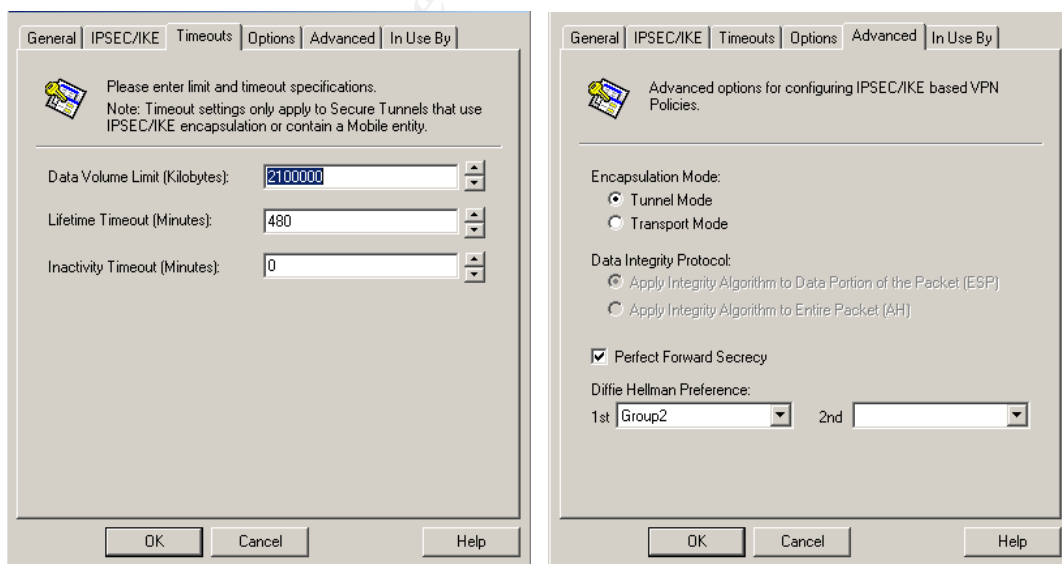 General IPSEC/IKE Timeouts Options Advanced In Use By
Please enter limit and timeout specifications.
Note: Timeout settings only apply to Secure Tunnels that use
IPSEC/IKE encapsulation or contain a Mobile entity.
Data Volume Limit (Kilobytes): 2100000
Lifetime Timeout (Minutes): 480
Inactivity Timeout (Minutes): 0
OK Cancel Help
General IPSEC/IKE Timeouts Options Advanced In Use By
Advanced options for configuring IPSEC/IKE based VPN
Policies.
Encapsulation Mode:
Tunnel Mode
Transport Mode
Data Integrity Protocol:
Apply Integrity Algorithm to Data Portion of the Packet (ESP)
Apply Integrity Algorithm to Entire Packet (AH)
Perfect Forward Secrecy
Diffie Hellman Preference:
1st Group2 2nd
OK Cancel Help